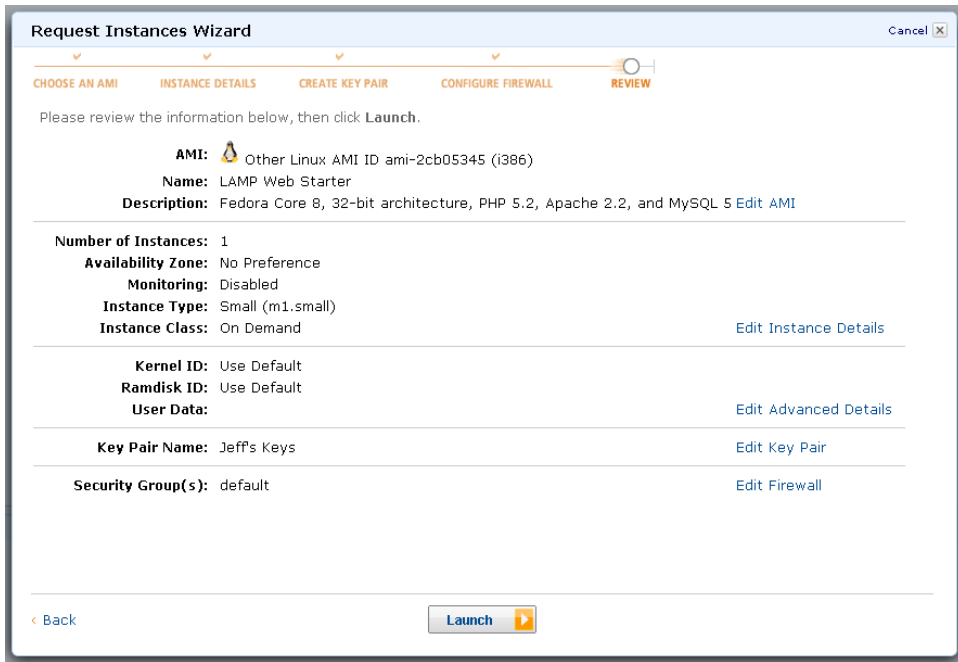 Request Instances Wizard
Cancel
CHOOSE AN AMI INSTANCE DETAILS CREATE KEY PAIR CONFIGURE FIREWALL REVIEW
Please review the information below, then click Launch.
AMI: Other Linux AMI ID ami-2cb05345 (i386)
Name: LAMP Web Starter
Description: Fedora Core 8, 32-bit architecture, PHP 5.2, Apache 2.2, and MySQL 5 Edit AMI
Number of Instances: 1
Availability Zone: No Preference
Monitoring: Disabled
Instance Type: Small (m1.small)
Instance Class: On Demand Edit Instance Details
Kernel ID: Use Default
Ramdisk ID: Use Default
User Data: Edit Advanced Details
Key Pair Name: Jeff's Keys Edit Key Pair
Security Group(s): default Edit Firewall
< Back Launch